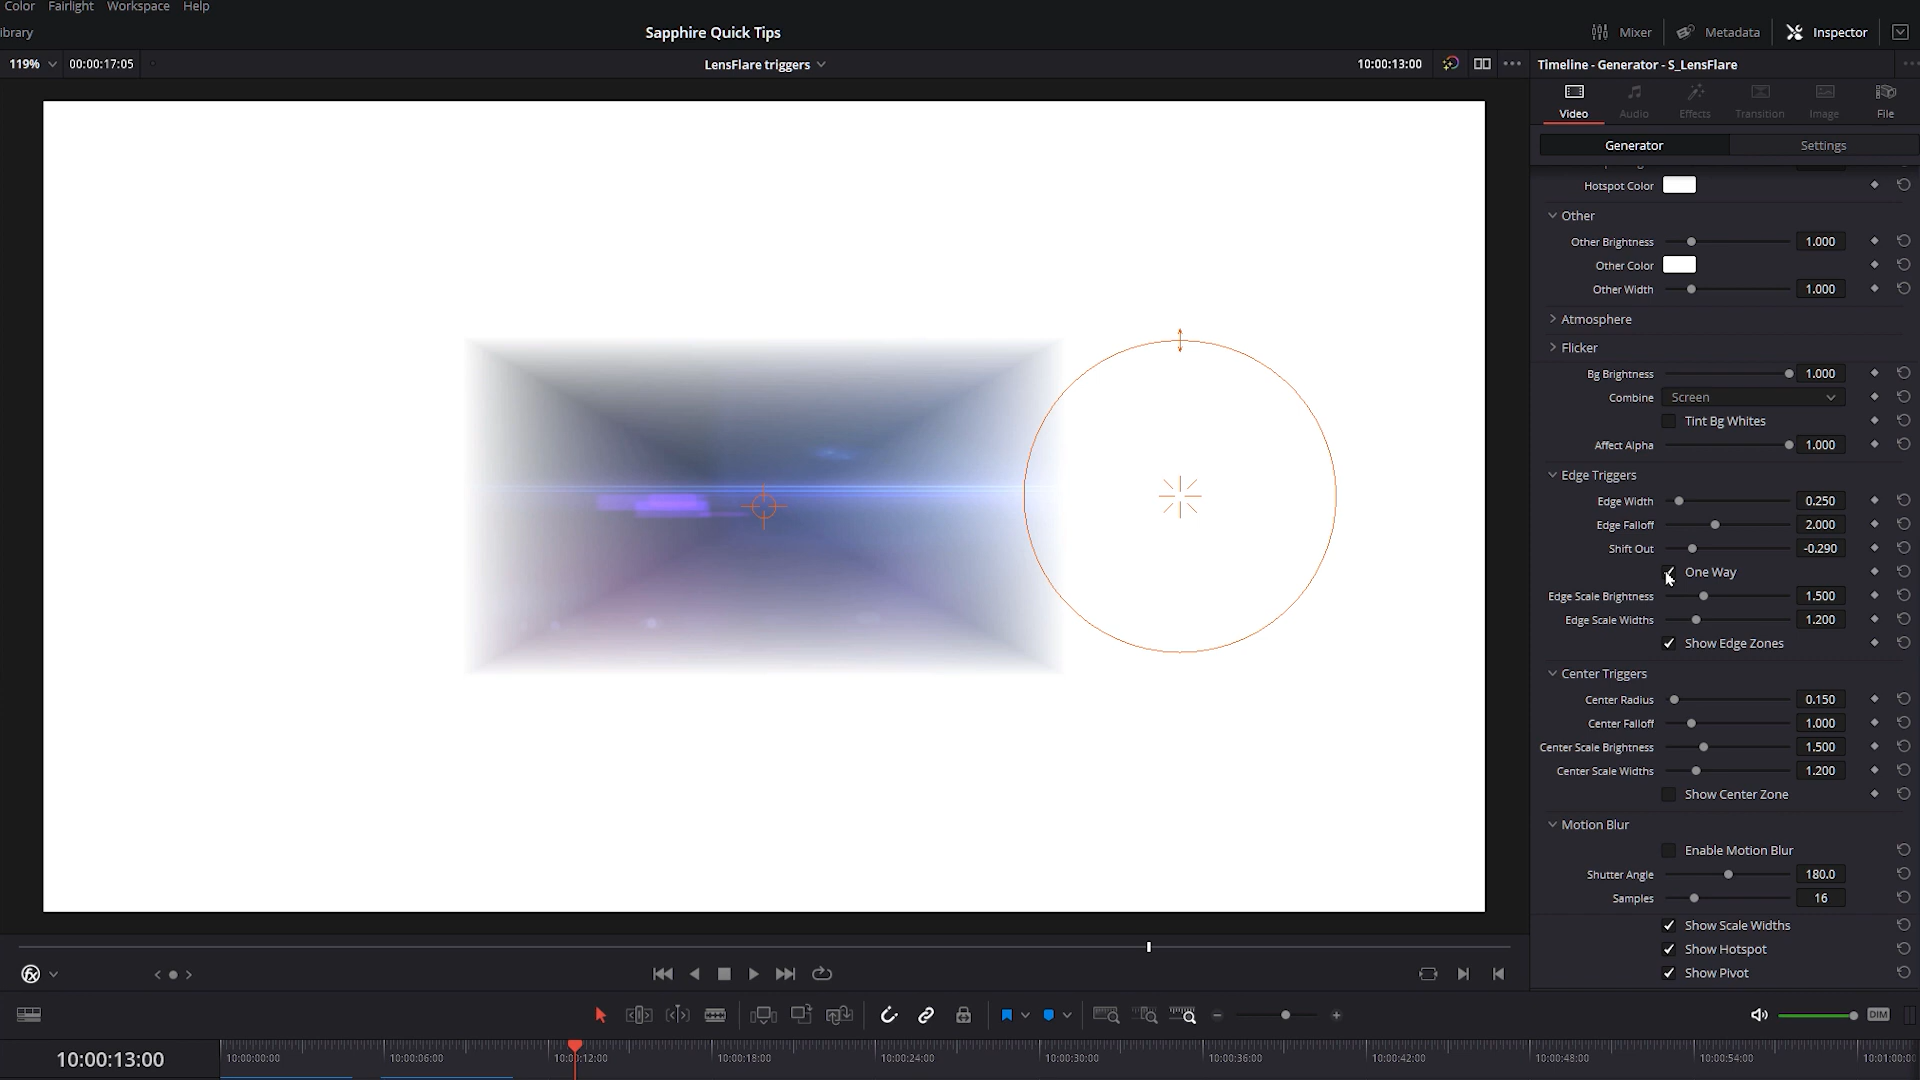 Color Fairlight Workspace Help
ibrary
Sapphire Quick Tips
Mixer Metadata Inspector
119% 00:00:17:05
LensFlare triggers
10:00:13:00
Timeline - Generator - S_LensFlare
Video Audio Effects Transition Image File
Generator Settings
Hotspot Color
Other
Other Brightness 1.000
Other Color
Other Width 1.000
Atmosphere
Flicker
Bg Brightness 1.000
Combine Screen
Tint Bg Whites
Affect Alpha 1.000
Edge Triggers
Edge Width 0.250
Edge Falloff 2.000
Shift Out -0.290
One Way
Edge Scale Brightness 1.500
Edge Scale Widths 1.200
Show Edge Zones
Center Triggers
Center Radius 0.150
Center Falloff 1.000
Center Scale Brightness 1.500
Center Scale Widths 1.200
Show Center Zone
Motion Blur
Enable Motion Blur
Shutter Angle 180.0
Samples 16
Show Scale Widths
Show Hotspot
Show Pivot
DIM
10:00:13:00
10:00:00:00 10:00:06:00 10:00:12:00 10:00:18:00 10:00:24:00 10:00:30:00 10:00:36:00 10:00:42:00 10:00:48:00 10:00:54:00 10:01:00:00